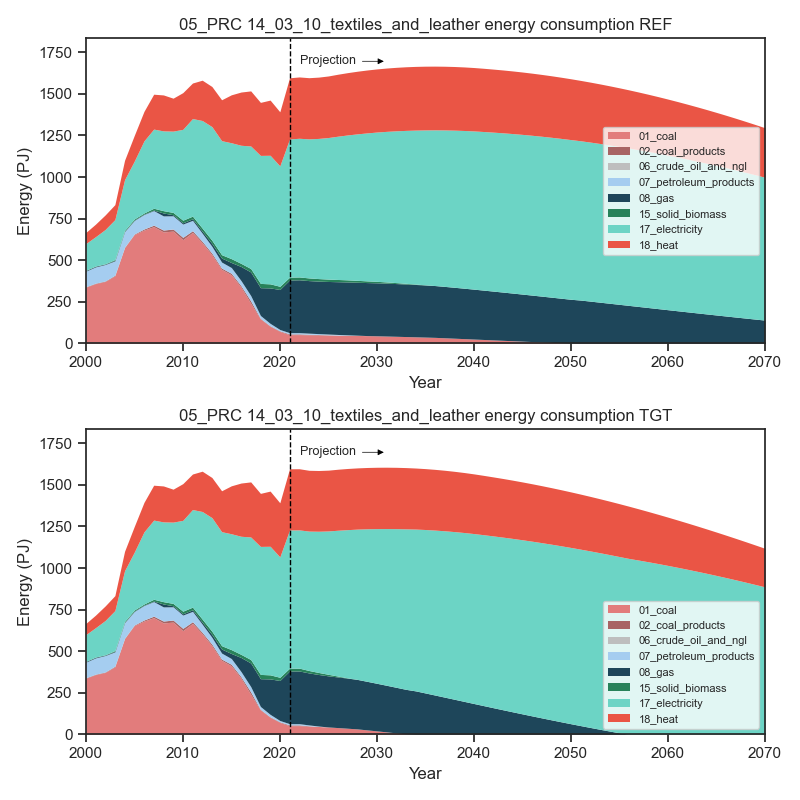 05_PRC 14_03_10_textiles_and_leather energy consumption REF
Energy (PJ)
1750
1500
1250
1000
750
500
250
0
Projection
01_coal
02_coal_products
06_crude_oil_and_ngl
07_petroleum_products
08_gas
15_solid_biomass
17_electricity
18_heat
2000 2010 2020 2030 2040 2050 2060 2070
Year
05_PRC 14_03_10_textiles_and_leather energy consumption TGT
Energy (PJ)
1750
1500
1250
1000
750
500
250
0
Projection
01_coal
02_coal_products
06_crude_oil_and_ngl
07_petroleum_products
08_gas
15_solid_biomass
17_electricity
18_heat
2000 2010 2020 2030 2040 2050 2060 2070
Year